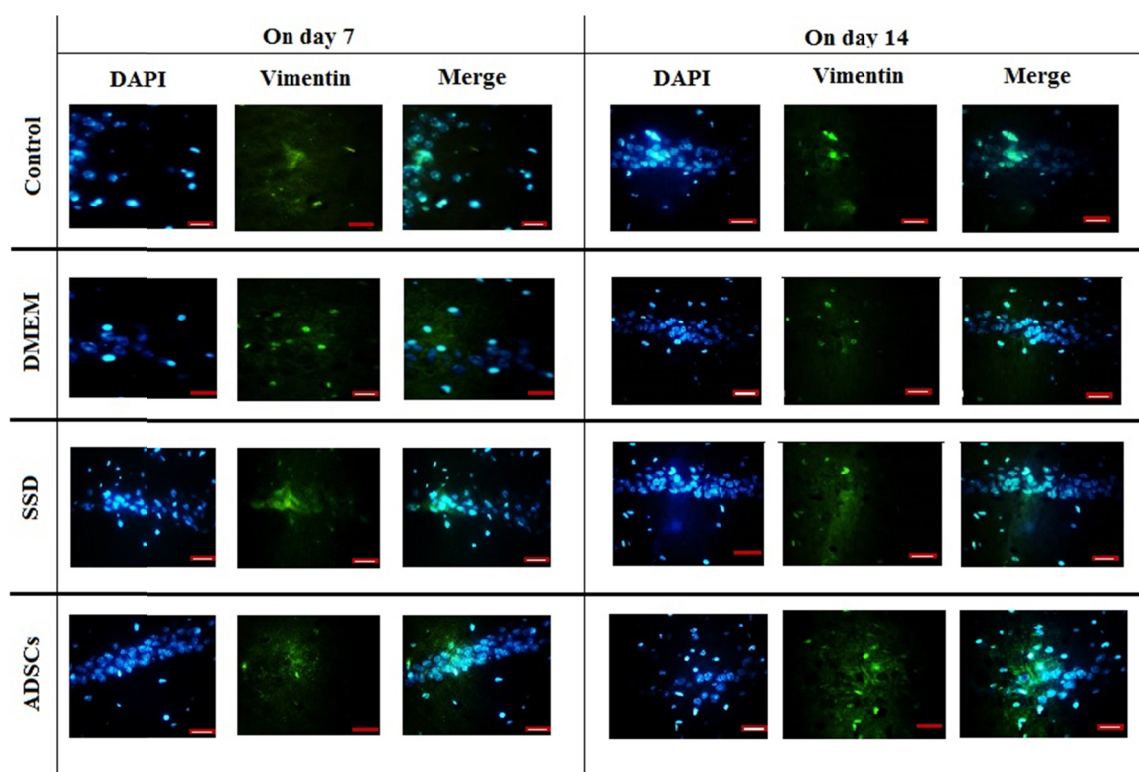 On day 7
On day 14
DAPI
Vimentin
Merge
DAPI
Vimentin
Merge
Control
DMEM
SSD
ADSCs